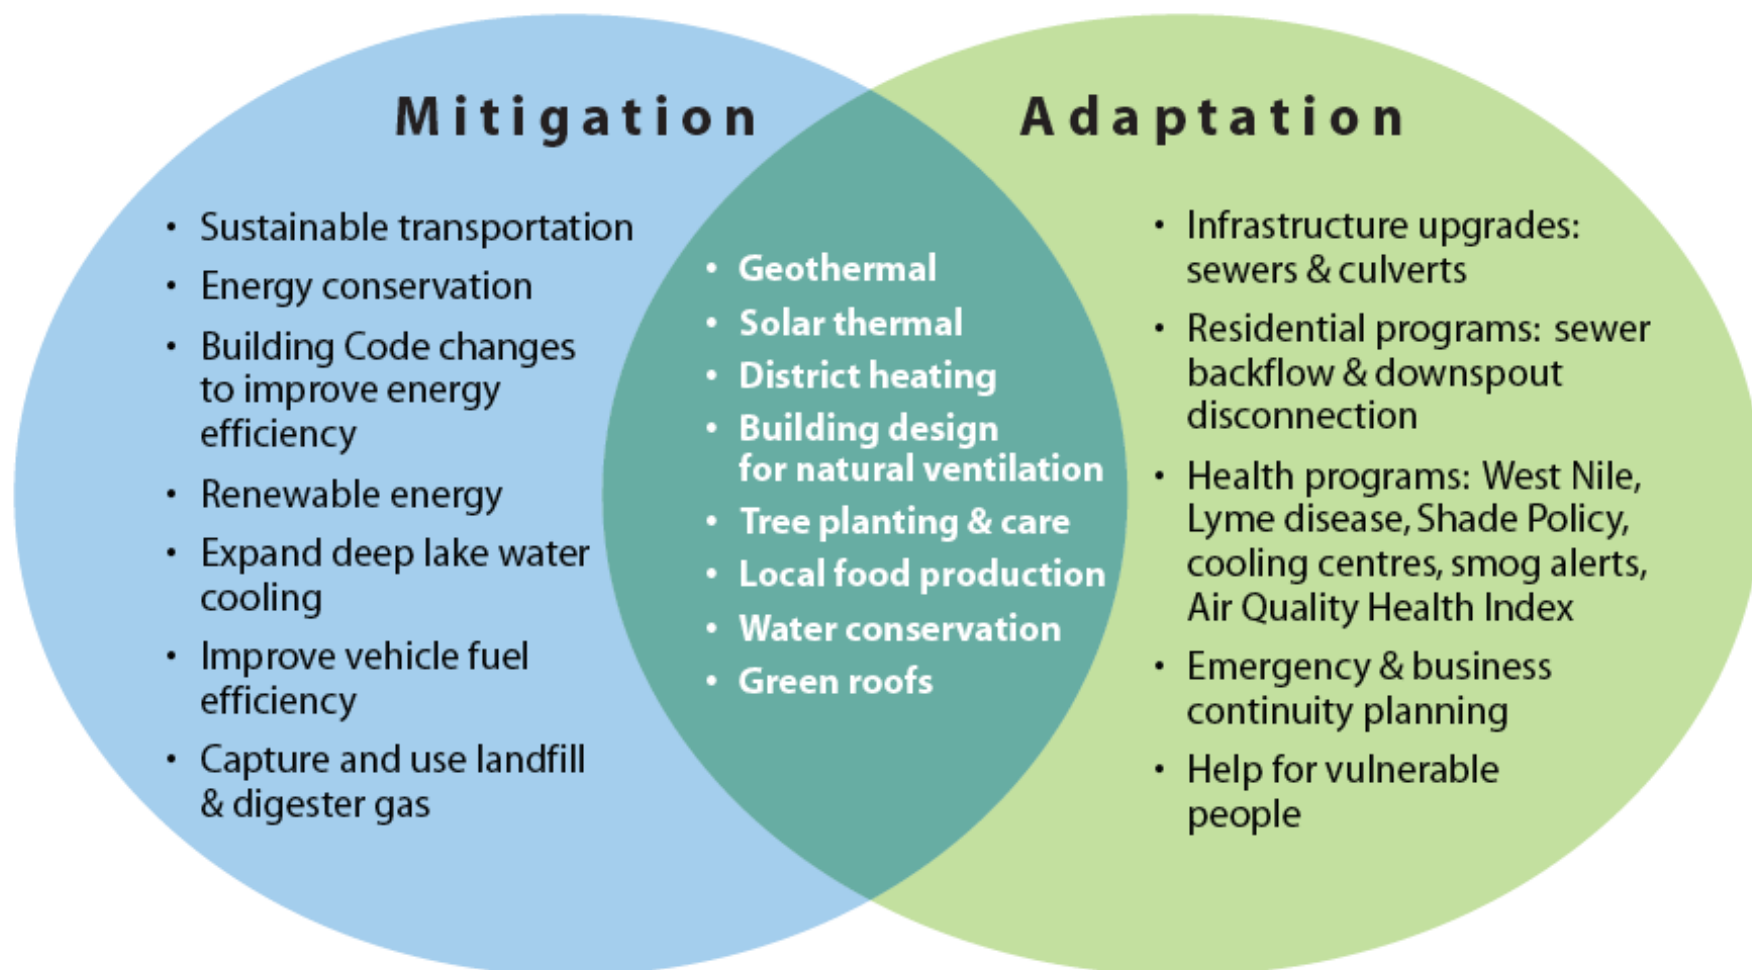 Mitigation
• Sustainable transportation
• Energy conservation
• Building Code changes
to improve energy
efficiency
• Renewable energy
• Expand deep lake water
cooling
• Improve vehicle fuel
efficiency
• Capture and use landfill
& digester gas
• Geothermal
• Solar thermal
• District heating
• Building design
for natural ventilation
• Tree planting & care
• Local food production
• Water conservation
• Green roofs
Adaptation
• Infrastructure upgrades:
sewers & culverts
• Residential programs: sewer
backflow & downspout
disconnection
• Health programs: West Nile,
Lyme disease, Shade Policy,
cooling centres, smog alerts,
Air Quality Health Index
• Emergency & business
continuity planning
• Help for vulnerable
people